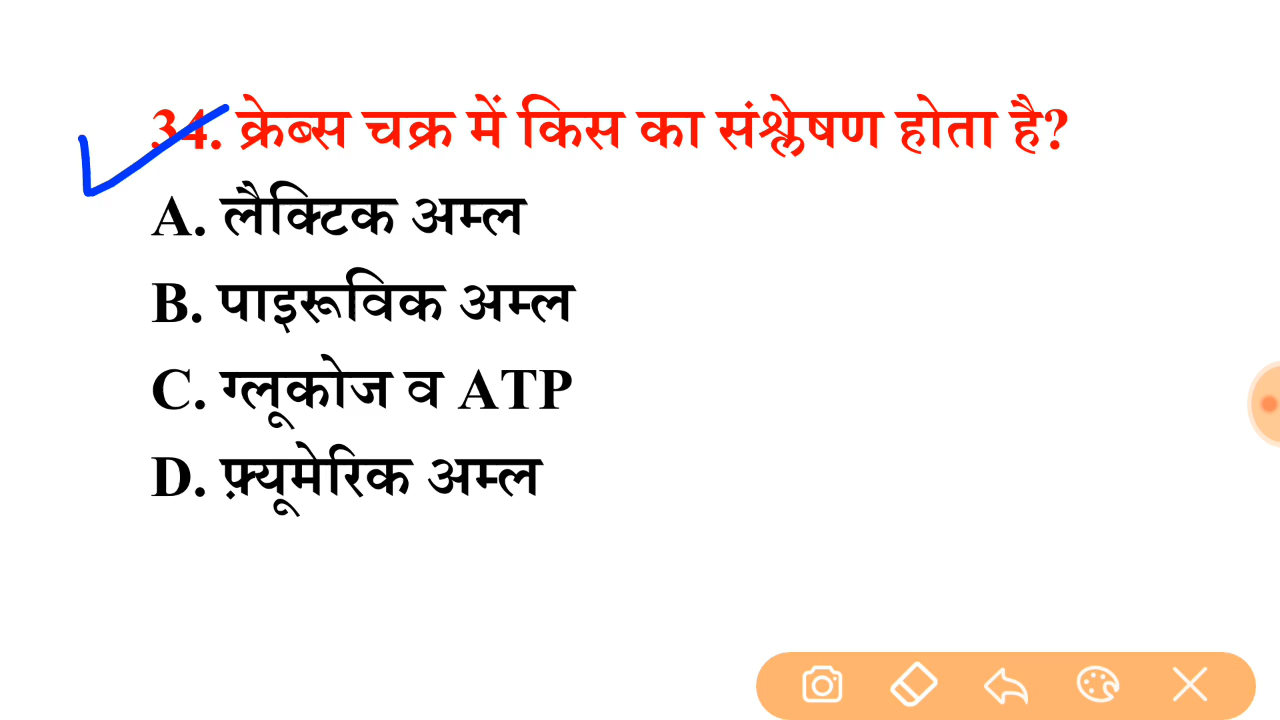 34. क्रेब्स चक्र में किस का संश्लेषण होता है?
A. लैक्टिक अम्ल
B. पाइरूविक अम्ल
C. ग्लूकोज व ATP
D. फ़्यूमेरिक अम्ल